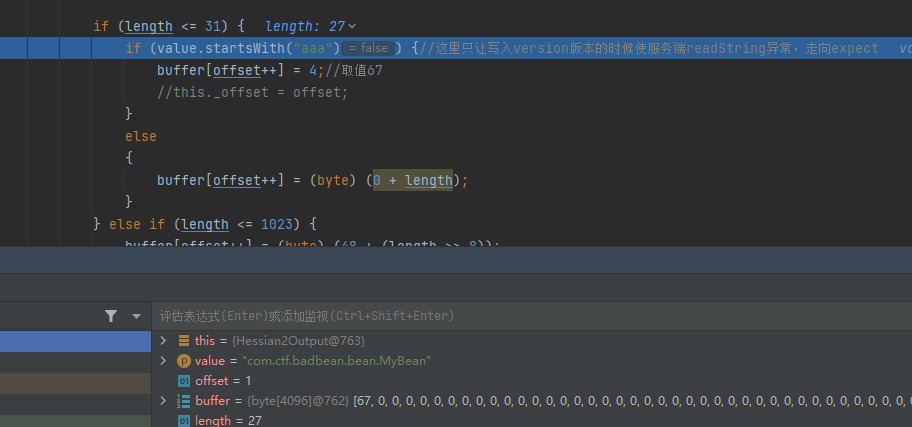 if (length <= 31) { length: 27
if (value.startsWith("aaa") = false ) {//这里只让写入version版本的时候使服务端readString异常，走向expect
buffer[offset++] = 4;//取值67
//this._offset = offset;
}
else
{
buffer[offset++] = (byte) (0 + length);
}
} else if (length <= 1023) {
buffer[offset++] = (byte) (48 + (length >> 8));
评估表达式(Enter)或添加监视(Ctrl+Shift+Enter)
this = {Hessian2Output@763}
value = "com.ctf.badbean.bean.MyBean"
offset = 1
buffer = {byte[4096]@762} [67, 0, 0, 0, 0, 0, 0, 0, 0, 0, 0, 0, 0, 0, 0, 0, 0, 0, 0, 0, 0, 0, 0, 0, 0, 0, 0, 0, 0, 0, 0, 0, 0, 0, 0, 0, 0, 0, 0, 0
length = 27